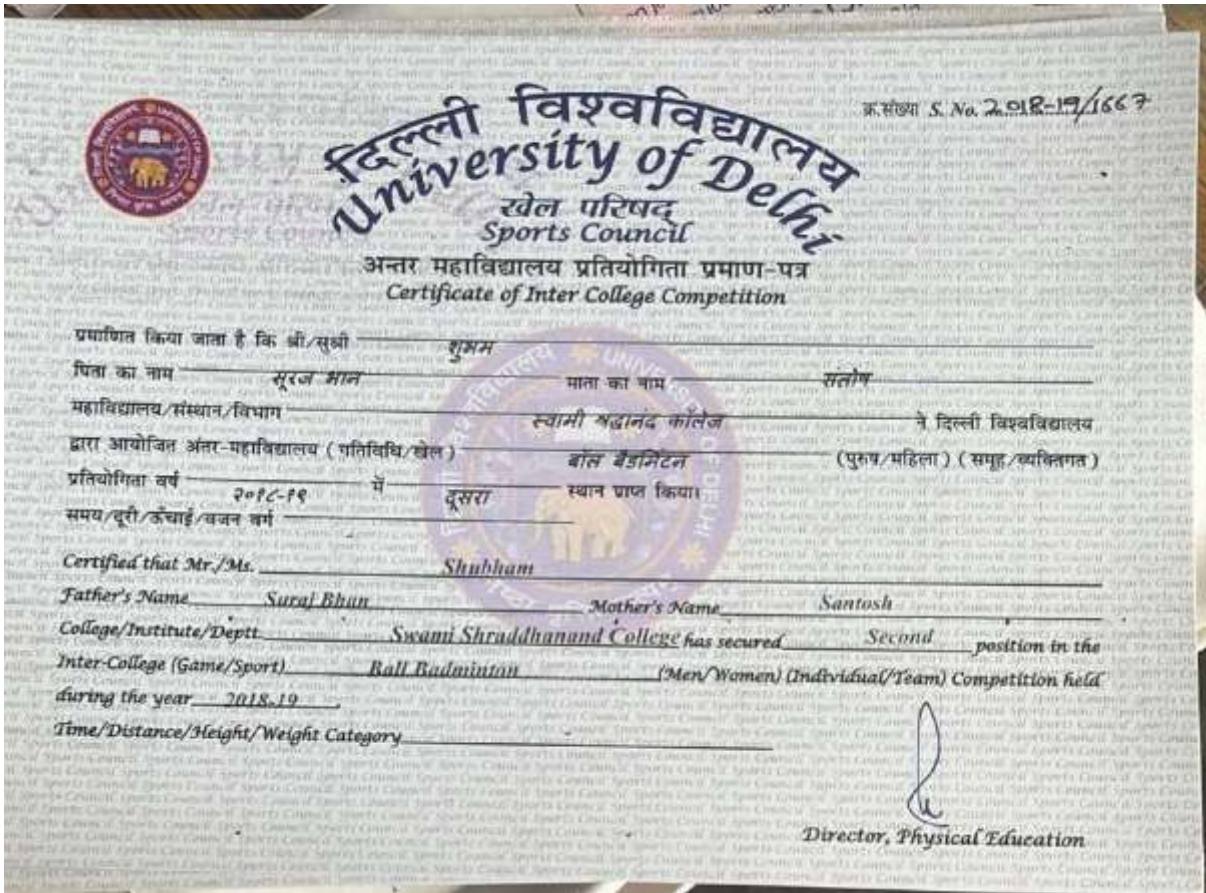 क्र.संख्या S. No. 2018-19/1667
दिल्ली विश्वविद्यालय
University of Delhi
खेल परिषद्
Sports Council
अन्तर महाविद्यालय प्रतियोगिता प्रमाण-पत्र
Certificate of Inter College Competition
प्रमाणित किया जाता है कि श्री/सुश्री शुभम
पिता का नाम सूरज भान माता का नाम संतोष
महाविद्यालय/संस्थान/विभाग स्वामी श्रद्धानंद कॉलेज ने दिल्ली विश्वविद्यालय
द्वारा आयोजित अंतर-महाविद्यालय (गतिविधि/खेल) बॉल बैडमिंटन (पुरुष/महिला) (समूह/व्यक्तिगत)
प्रतियोगिता वर्ष २०१८-१९ में दूसरा स्थान प्राप्त किया।
समय/दूरी/ऊँचाई/वजन वर्ग
Certified that Mr./Ms. Shubham
Father's Name Suraj Bhan Mother's Name Santosh
College/Institute/Deptt. Swami Shraddhanand College has secured Second position in the
Inter-College (Game/Sport) Ball Badminton (Men/Women) (Individual/Team) Competition held
during the year 2018-19
Time/Distance/Height/Weight Category
Director, Physical Education